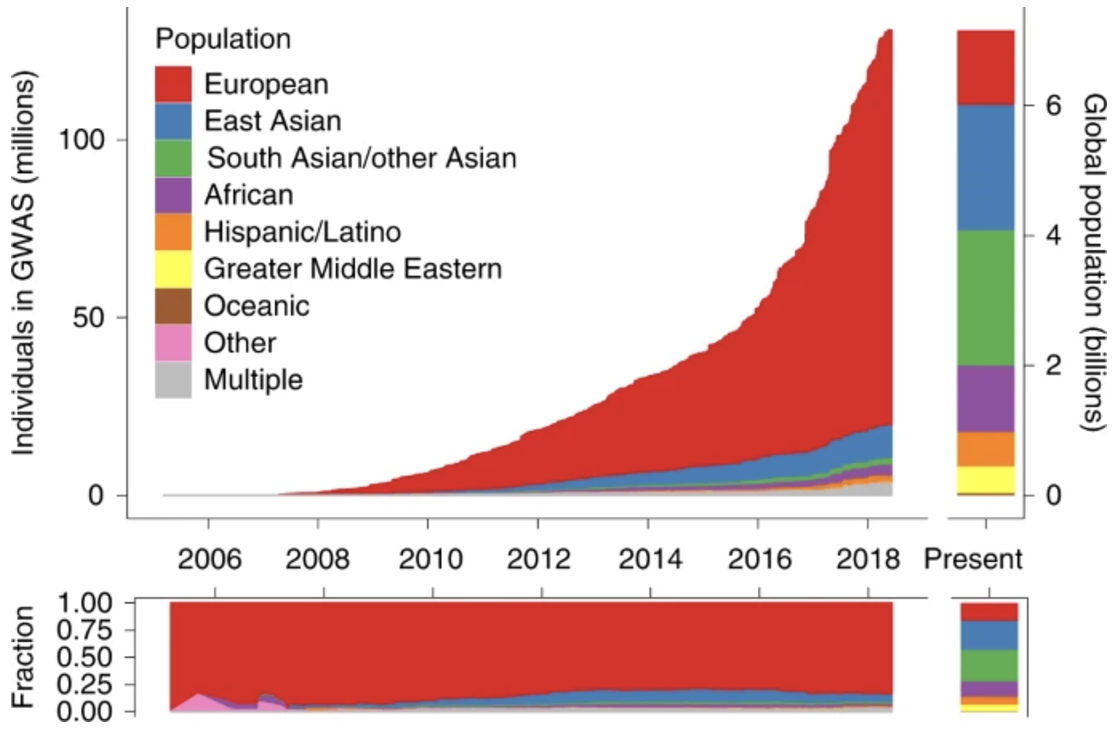 Population
European
East Asian
South Asian/other Asian
African
Hispanic/Latino
Greater Middle Eastern
Oceanic
Other
Multiple
Individuals in GWAS (millions)
100
50
0
Global population (billions)
6
4
2
0
2006 2008 2010 2012 2014 2016 2018 Present
Fraction
1.00
0.75
0.50
0.25
0.00